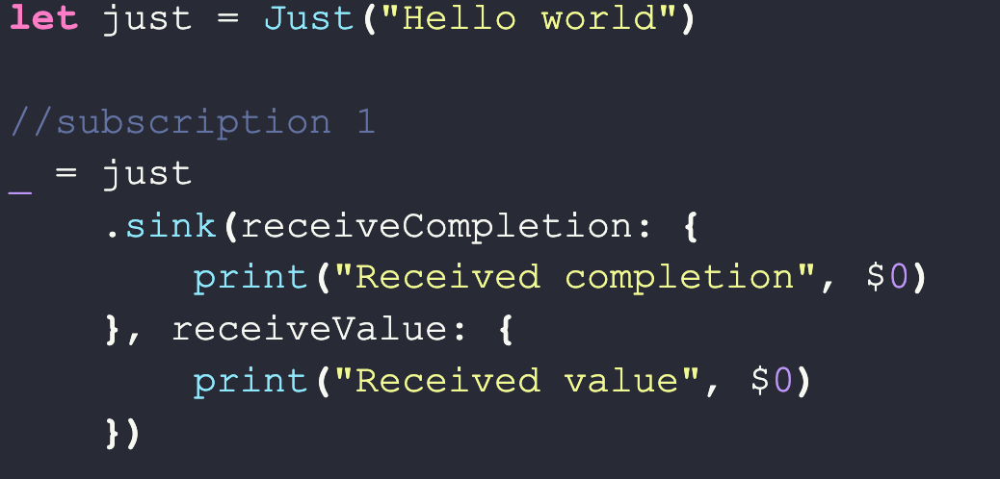 let just = Just("Hello world")
//subscription 1
_ = just
.sink(receiveCompletion: {
print("Received completion", $0)
}, receiveValue: {
print("Received value", $0)
})